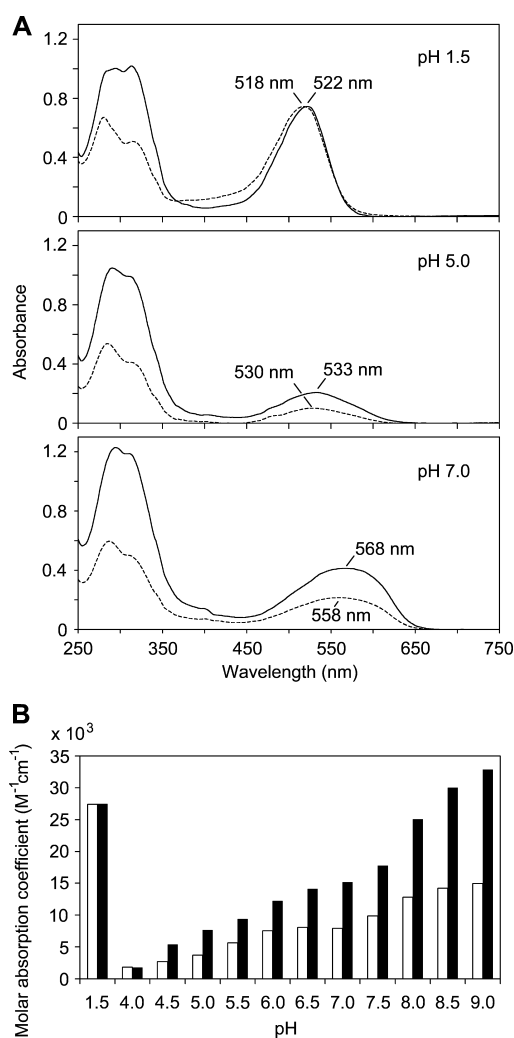 A
1.2
0.8
0.4
0
pH 1.5
518 nm
522 nm
1.2
0.8
0.4
0
pH 5.0
530 nm
533 nm
Absorbance
1.2
0.8
0.4
0
pH 7.0
568 nm
558 nm
250 350 450 550 650 750
Wavelength (nm)
B
x 10³
Molar absorption coefficient (M⁻¹cm⁻¹)
35
30
25
20
15
10
5
0
1.5 4.0 4.5 5.0 5.5 6.0 6.5 7.0 7.5 8.0 8.5 9.0
pH